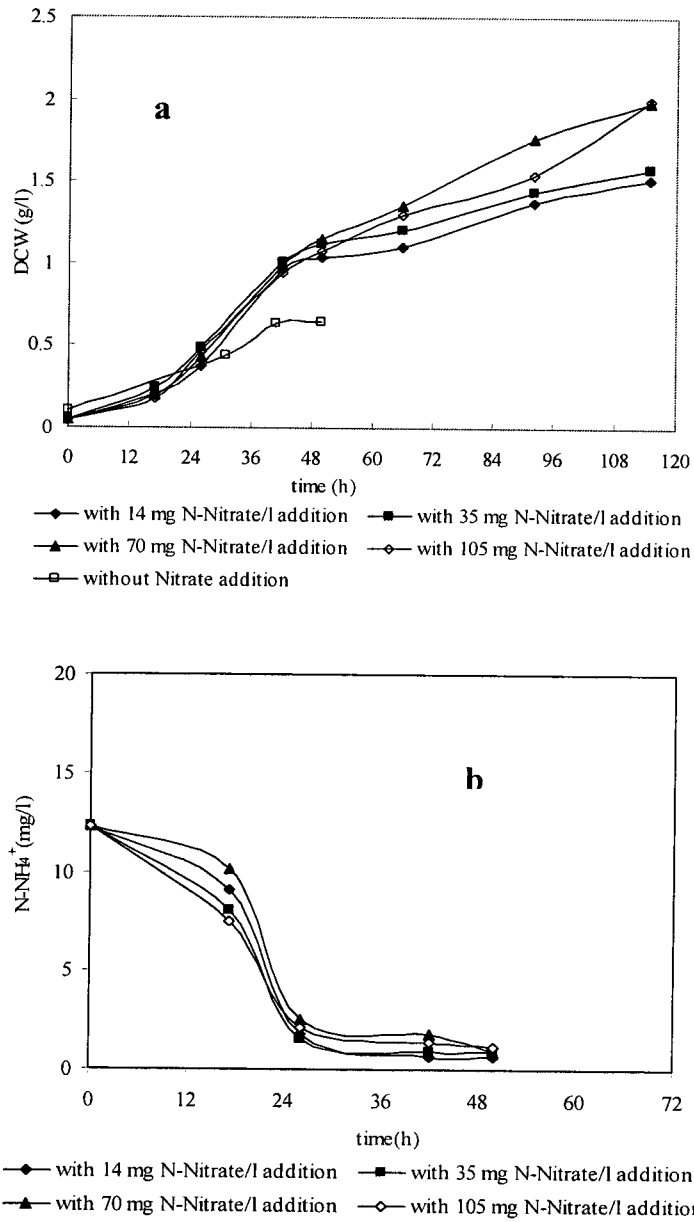 2.5
2
1.5
1
0.5
0
DCW (g/l)
a
0 12 24 36 48 60 72 84 96 108 120
time (h)
with 14 mg N-Nitrate/l addition with 35 mg N-Nitrate/l addition
with 70 mg N-Nitrate/l addition with 105 mg N-Nitrate/l addition
without Nitrate addition
20
15
10
5
0
N-NH₄⁺(mg/l)
b
0 12 24 36 48 60 72
time(h)
with 14 mg N-Nitrate/l addition with 35 mg N-Nitrate/l addition
with 70 mg N-Nitrate/l addition with 105 mg N-Nitrate/l addition